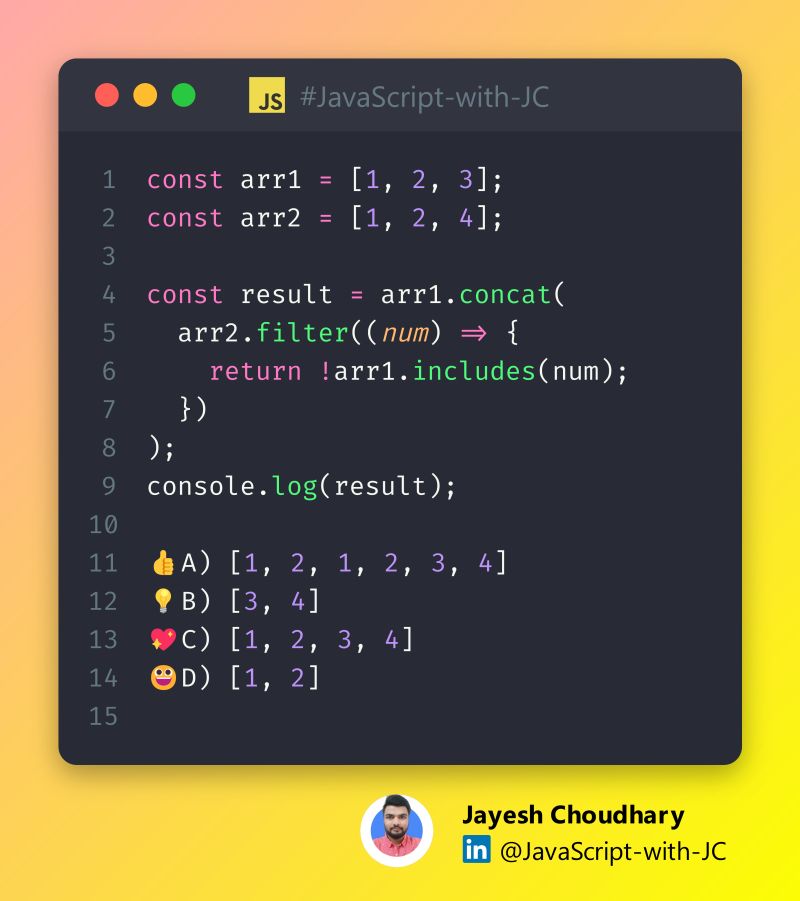 JS #JavaScript-with-JC
1 const arr1 = [1, 2, 3];
2 const arr2 = [1, 2, 4];
3
4 const result = arr1.concat(
5   arr2.filter((num) => {
6     return !arr1.includes(num);
7   })
8 );
9 console.log(result);
10
11 👍A) [1, 2, 1, 2, 3, 4]
12 💡B) [3, 4]
13 💖C) [1, 2, 3, 4]
14 😀D) [1, 2]
15
Jayesh Choudhary
in @JavaScript-with-JC